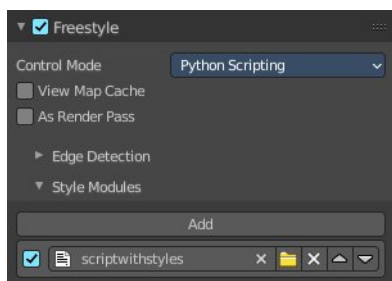 Freestyle
Control Mode Python Scripting
View Map Cache
As Render Pass
Edge Detection
Style Modules
Add
scriptwithstyles